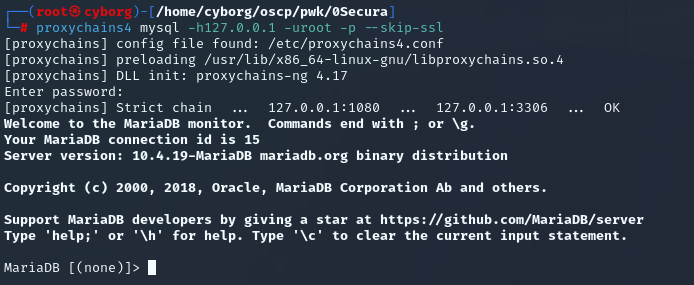 ┌──(root㉿cyborg)-[/home/cyborg/oscp/pwk/0Secura]
└─# proxychains4 mysql -h127.0.0.1 -uroot -p --skip-ssl
[proxychains] config file found: /etc/proxychains4.conf
[proxychains] preloading /usr/lib/x86_64-linux-gnu/libproxychains.so.4
[proxychains] DLL init: proxychains-ng 4.17
Enter password:
[proxychains] Strict chain  ...  127.0.0.1:1080  ...  127.0.0.1:3306  ...  OK
Welcome to the MariaDB monitor.  Commands end with ; or \g.
Your MariaDB connection id is 15
Server version: 10.4.19-MariaDB mariadb.org binary distribution
Copyright (c) 2000, 2018, Oracle, MariaDB Corporation Ab and others.
Support MariaDB developers by giving a star at https://github.com/MariaDB/server
Type 'help;' or '\h' for help. Type '\c' to clear the current input statement.
MariaDB [(none)]>